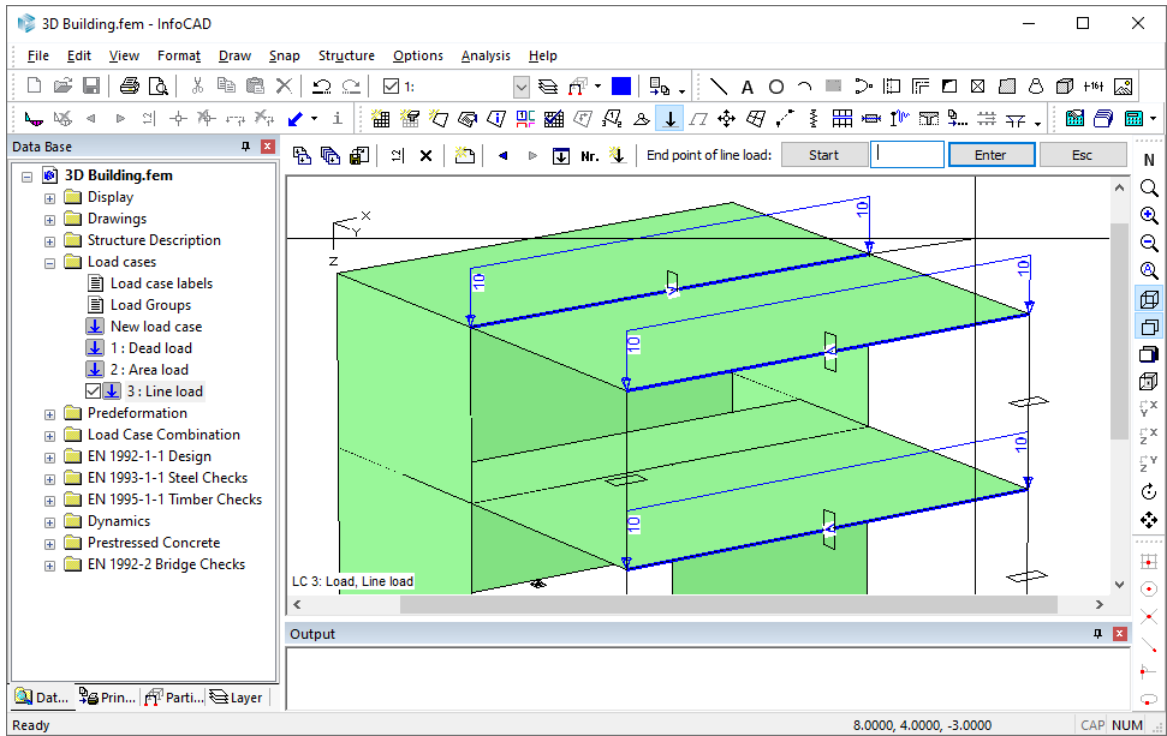 3D Building.fem - InfoCAD
File Edit View Format Draw Snap Structure Options Analysis Help
1:
A
Data Base
Nr. End point of line load: Start Enter Esc
N
3D Building.fem
Display
Drawings
Structure Description
Load cases
Load case labels
Load Groups
New load case
1 : Dead load
2 : Area load
3 : Line load
Predeformation
Load Case Combination
EN 1992-1-1 Design
EN 1993-1-1 Steel Checks
EN 1995-1-1 Timber Checks
Dynamics
Prestressed Concrete
EN 1992-2 Bridge Checks
X
Y
Z
10
10
10
10
10
10
LC 3: Load, Line load
X
Y
X
Z
Y
Z
Output
Dat... Prin... Parti... Layer
Ready 8.0000, 4.0000, -3.0000 CAP NUM